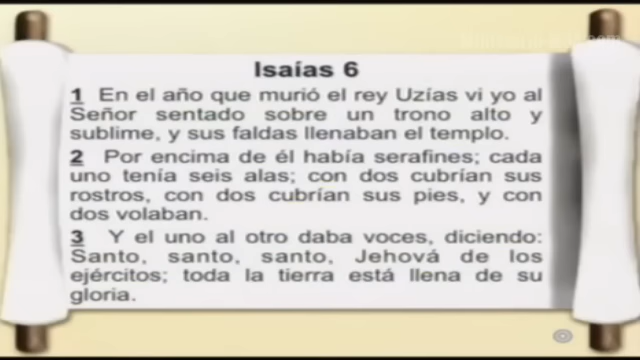 Isaías 6
1 En el año que murió el rey Uzías vi yo al
Señor sentado sobre un trono alto y
sublime, y sus faldas llenaban el templo.
2 Por encima de él había serafines; cada
uno tenía seis alas; con dos cubrían sus
rostros, con dos cubrían sus pies, y con
dos volaban.
3 Y el uno al otro daba voces, diciendo:
Santo, santo, santo, Jehová de los
ejércitos; toda la tierra está llena de su
gloria.